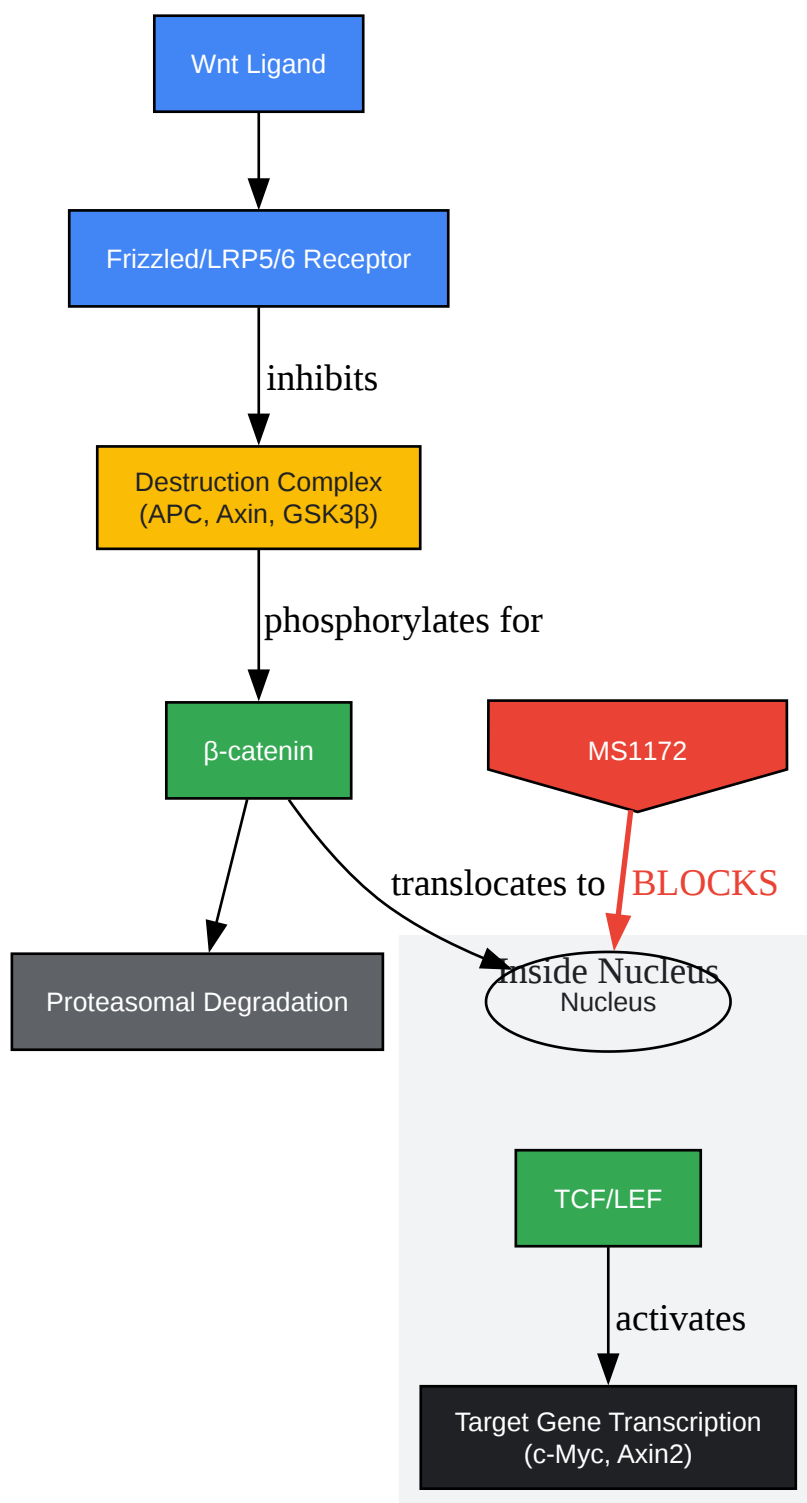 Wnt Ligand
Frizzled/LRP5/6 Receptor
inhibits
Destruction Complex
(APC, Axin, GSK3β)
phosphorylates for
β-catenin
MS1172
translocates to
BLOCKS
Proteasomal Degradation
Inside Nucleus
Nucleus
TCF/LEF
activates
Target Gene Transcription
(c-Myc, Axin2)